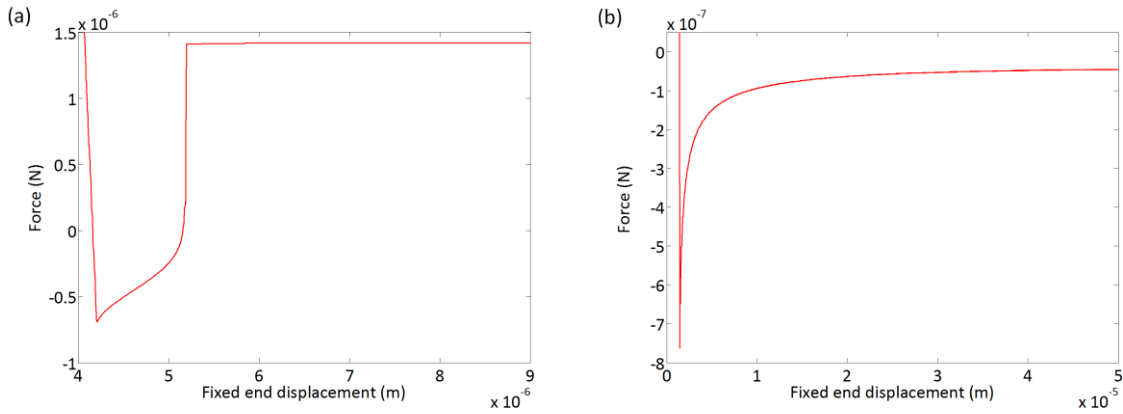 (a)
x 10⁻⁶
1.5
1
0.5
0
-0.5
-1
Force (N)
4 5 6 7 8 9
Fixed end displacement (m)
x 10⁻⁶
(b)
x 10⁻⁷
0
-1
-2
-3
-4
-5
-6
-7
-8
Force (N)
0 1 2 3 4 5
Fixed end displacement (m)
x 10⁻⁵